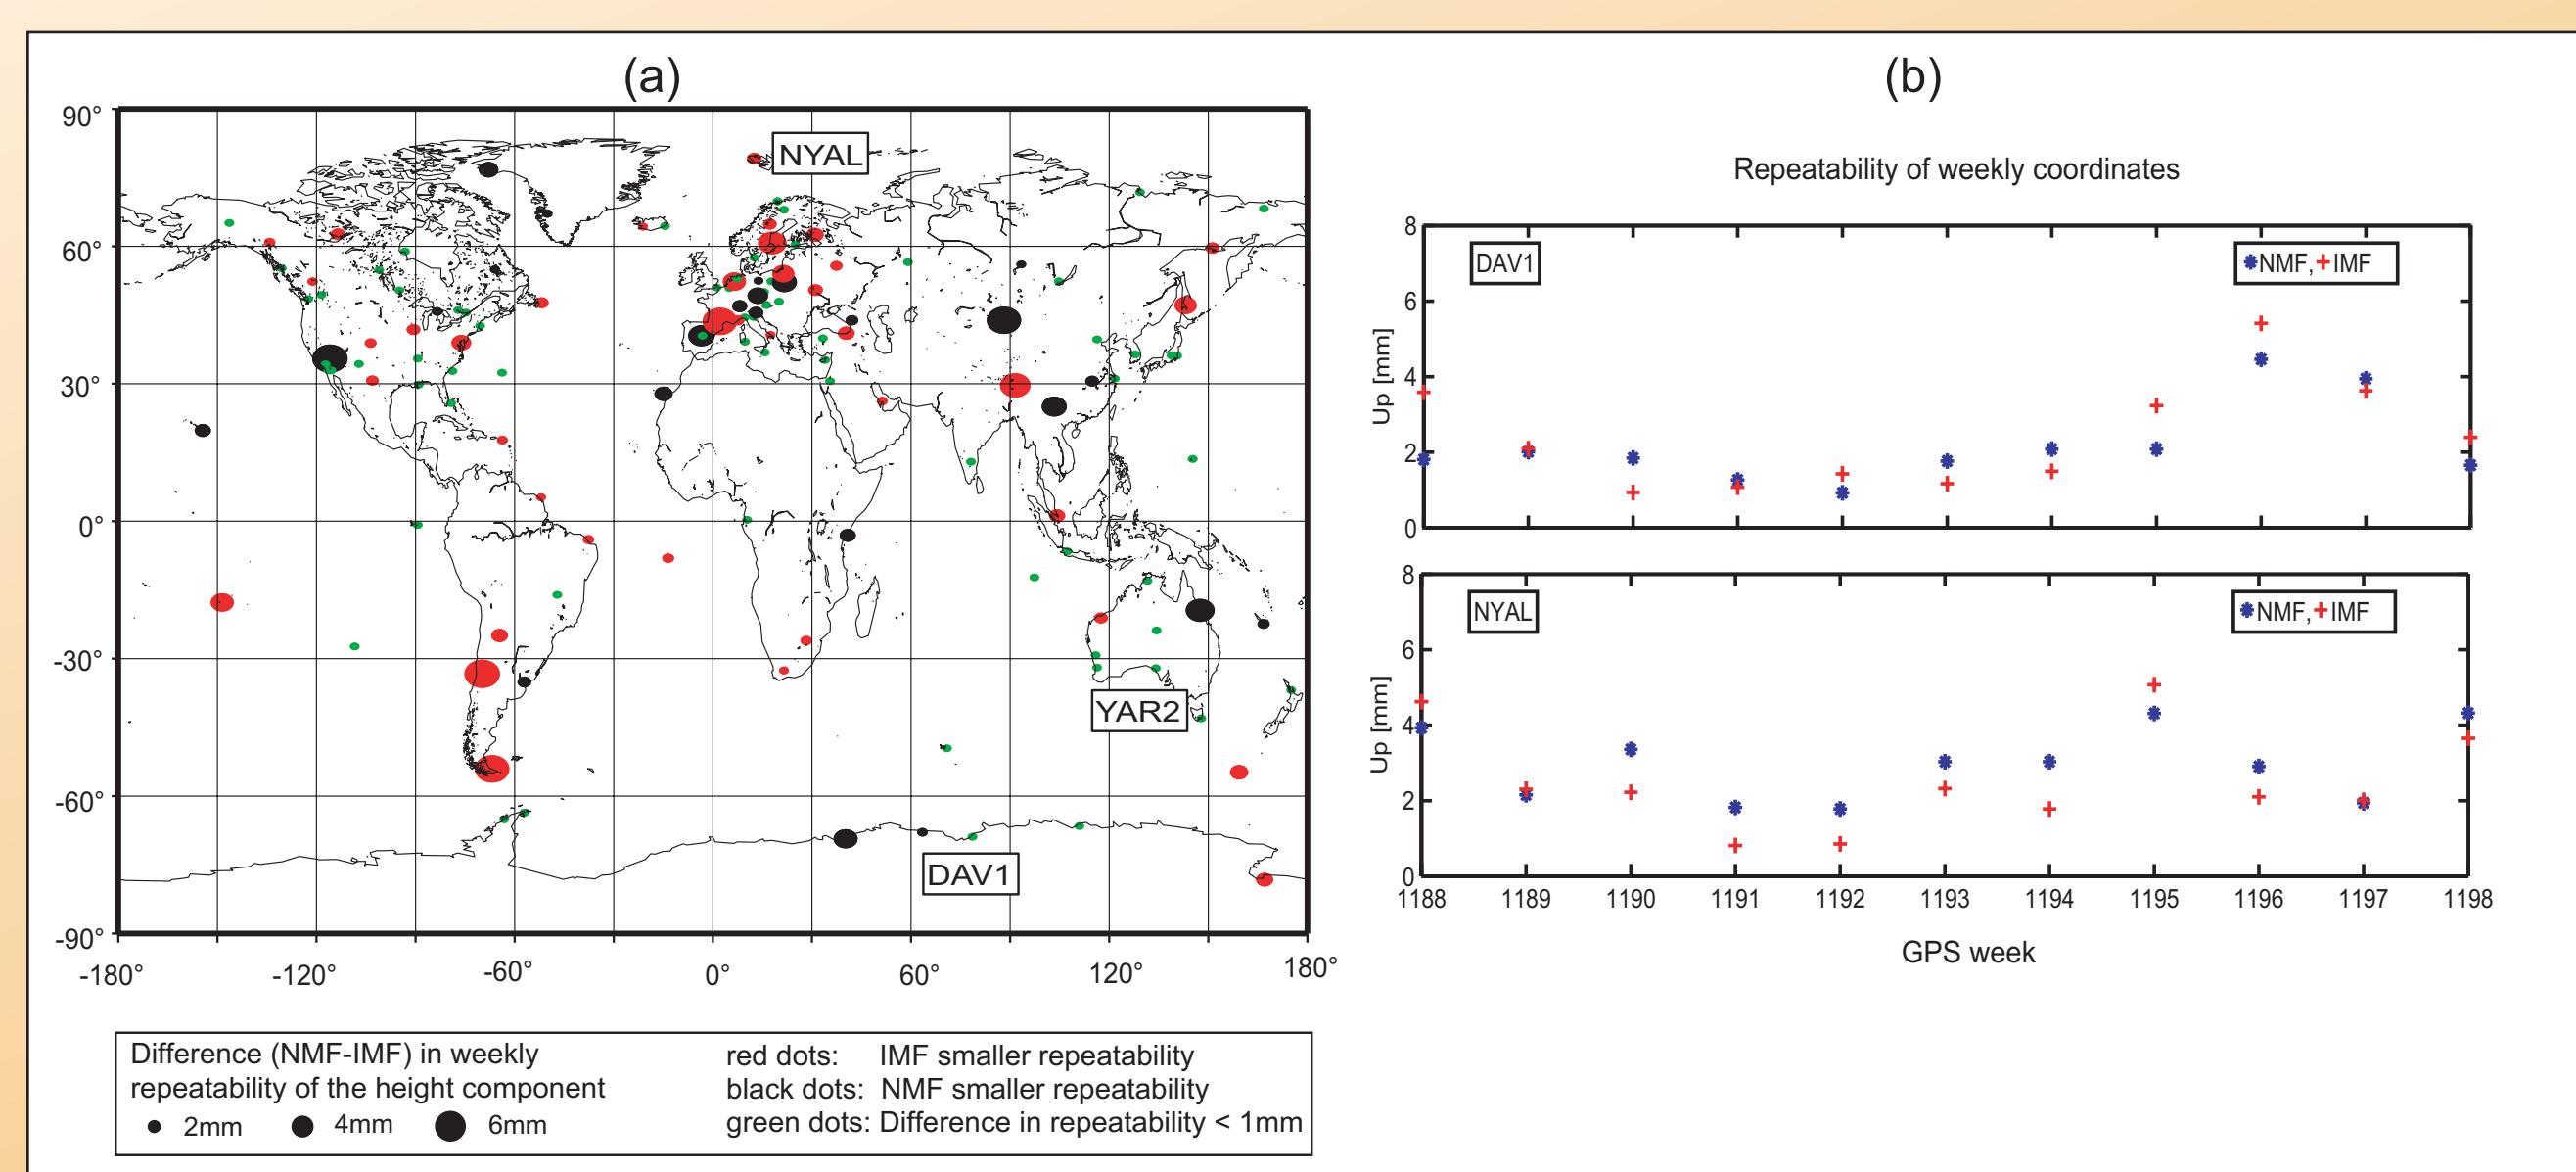 (a)
90°
60°
30°
0°
-30°
-60°
-90°
-180°
-120°
-60°
0°
60°
120°
180°
NYAL
YAR2
DAV1
Difference (NMF-IMF) in weekly
repeatability of the height component
2mm 4mm 6mm
red dots: IMF smaller repeatability
black dots: NMF smaller repeatability
green dots: Difference in repeatability < 1mm
(b)
Repeatability of weekly coordinates
8
6
4
2
0
Up [mm]
DAV1
NMF, IMF
8
6
4
2
0
Up [mm]
NYAL
NMF, IMF
1188 1189 1190 1191 1192 1193 1194 1195 1196 1197 1198
GPS week